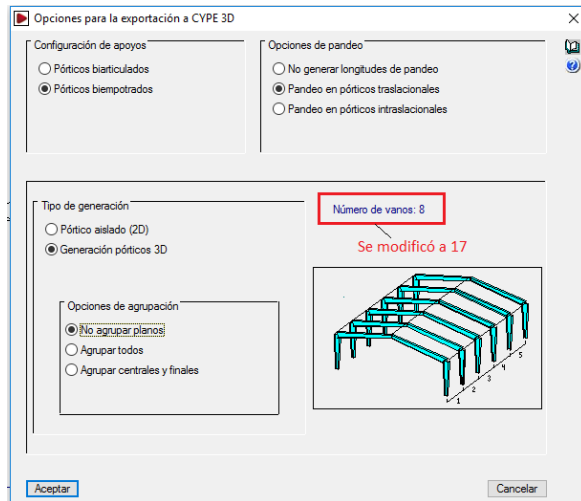 Opciones para la exportación a CYPE 3D
Configuración de apoyos
Pórticos biarticulados
Pórticos biempotrados
Opciones de pandeo
No generar longitudes de pandeo
Pandeo en pórticos traslacionales
Pandeo en pórticos intraslacionales
Tipo de generación
Pórtico aislado (2D)
Generación pórticos 3D
Opciones de agrupación
No agrupar planos
Agrupar todos
Agrupar centrales y finales
Número de vanos: 8
Se modificó a 17
1
2
3
4
5
Aceptar
Cancelar